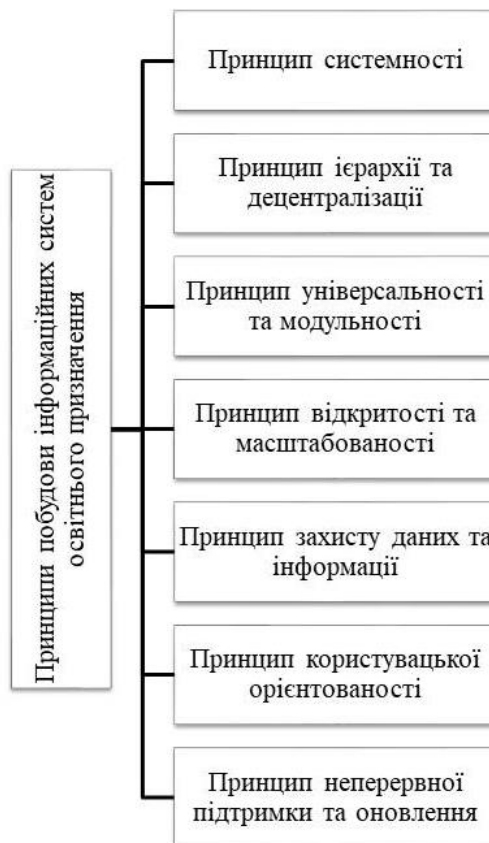 Принципи побудови інформаційних систем
освітнього призначення
Принцип системності
Принцип ієрархії та
децентралізації
Принцип універсальності
та модульності
Принцип відкритості та
масштабованості
Принцип захисту даних та
інформації
Принцип користувацької
орієнтованості
Принцип неперервної
підтримки та оновлення